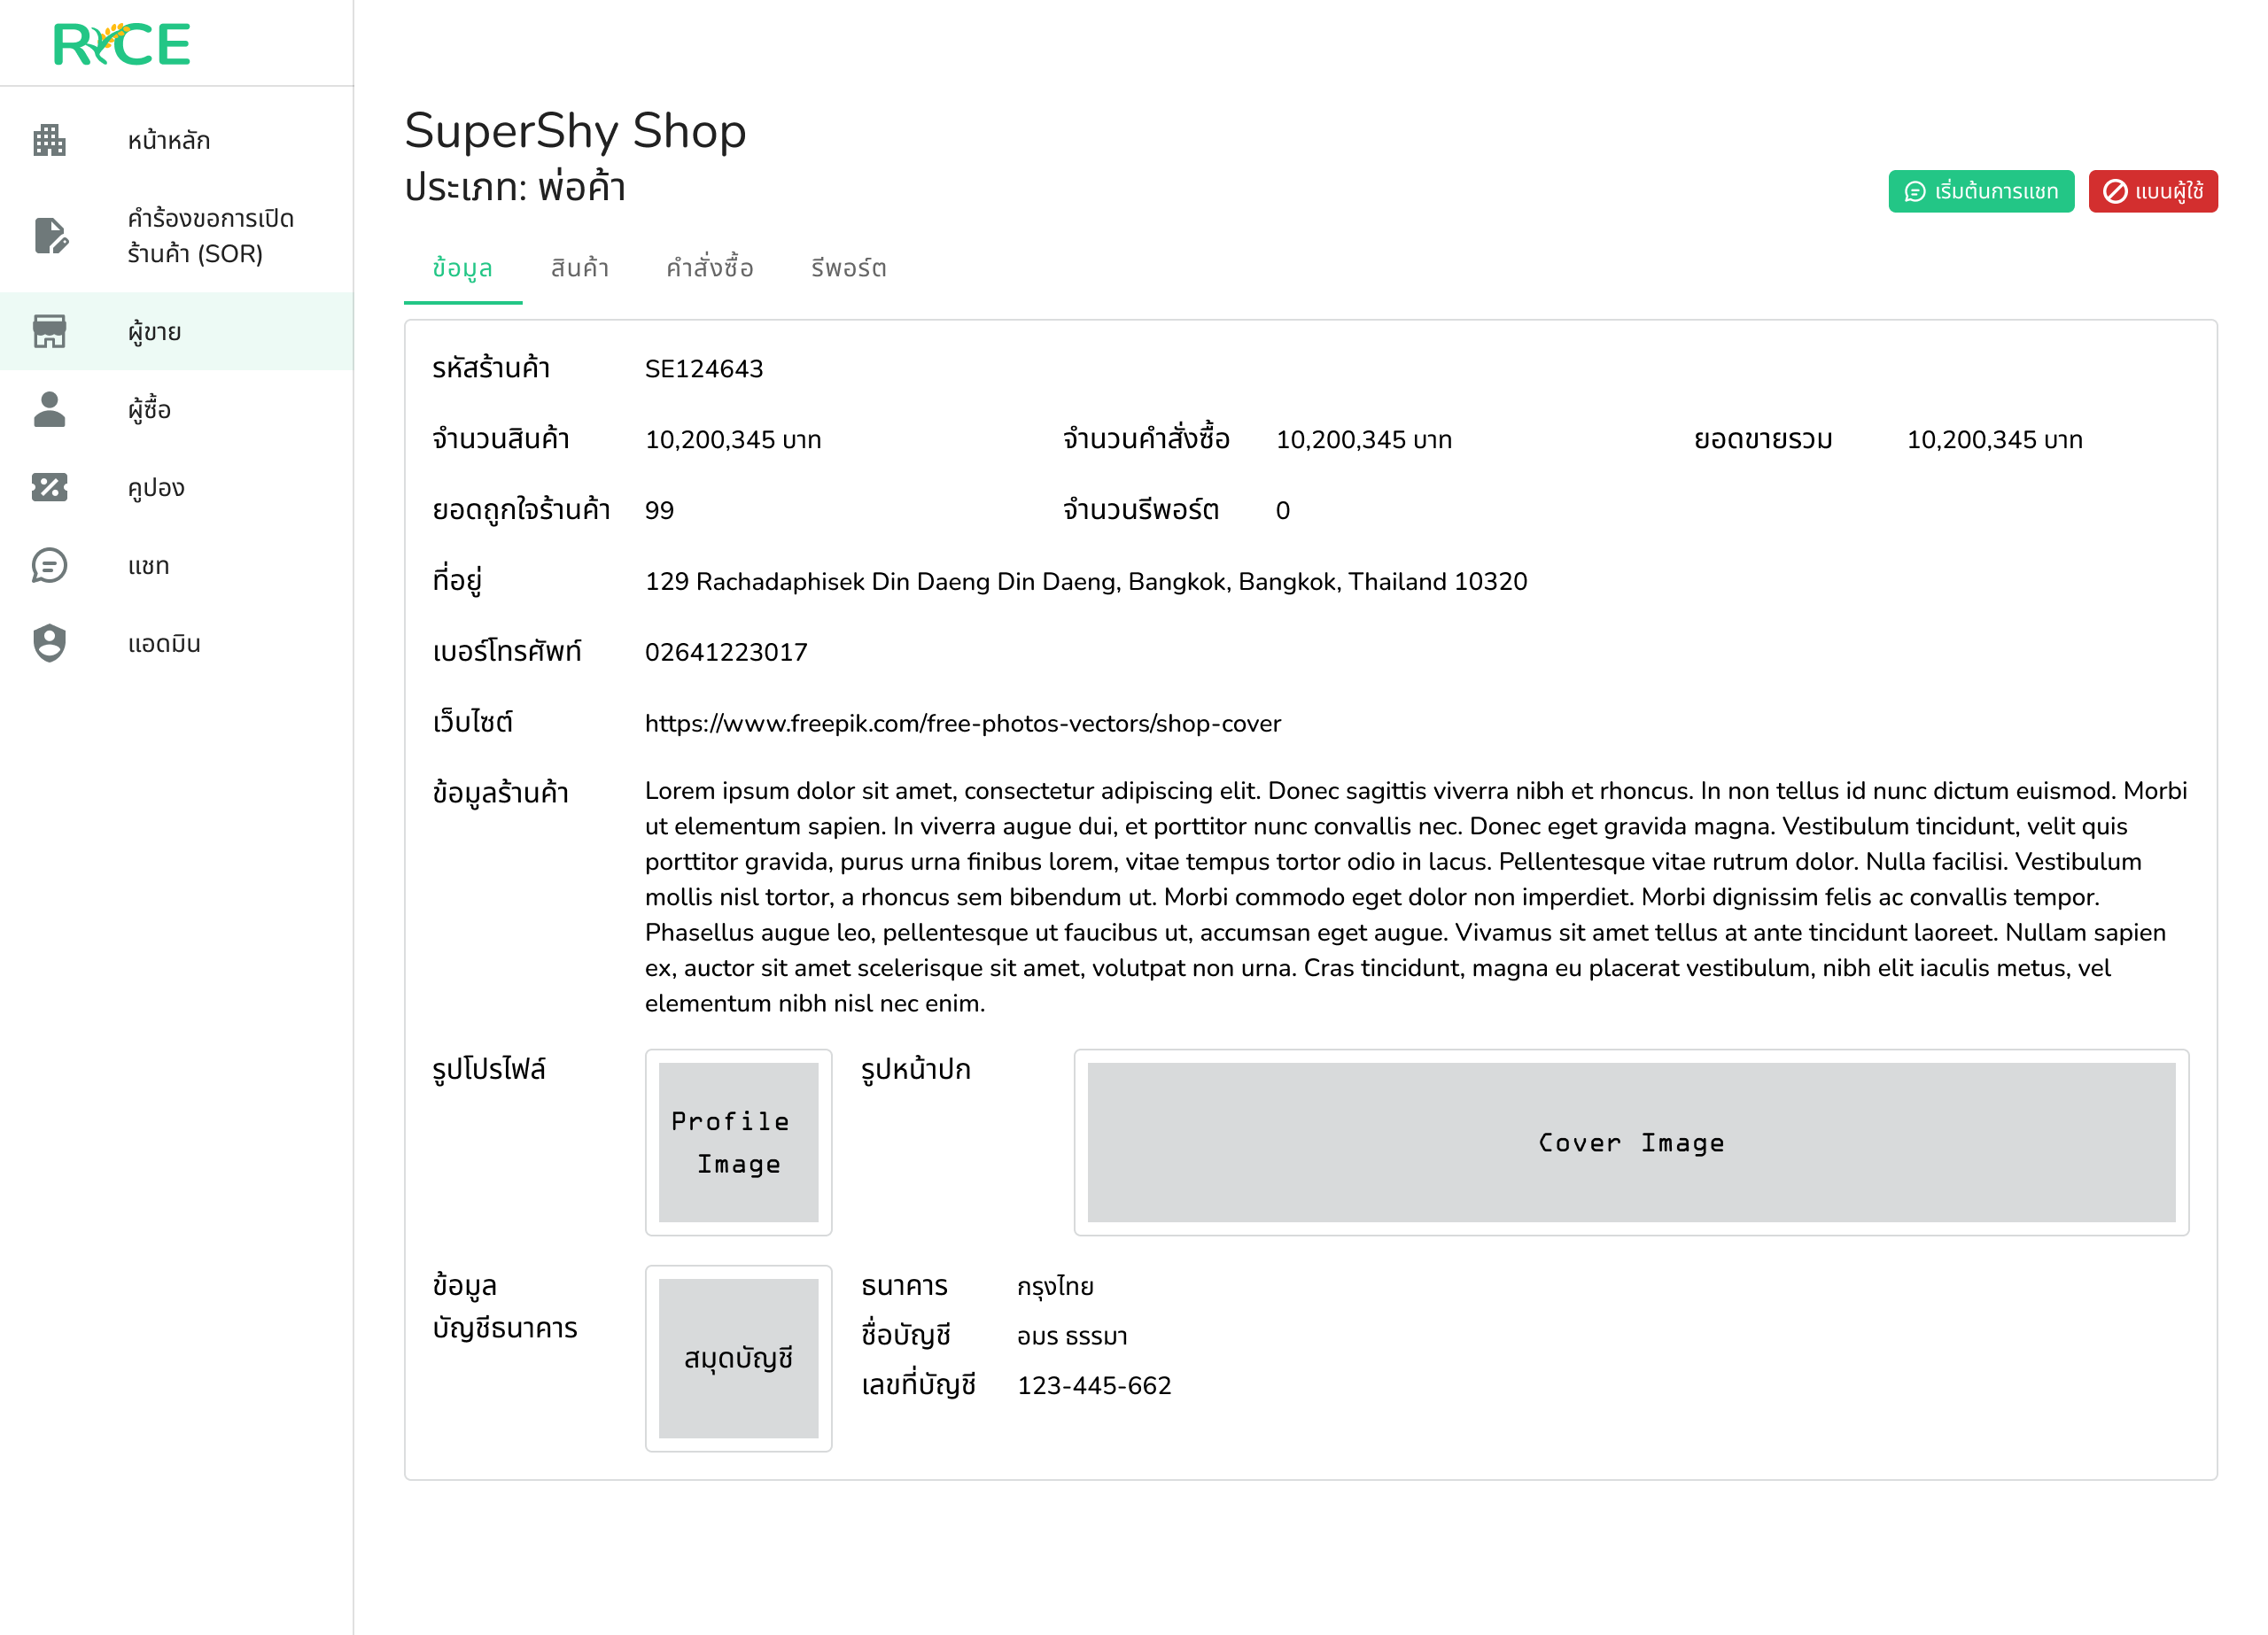 RICE
หน้าหลัก
คำร้องขอการเปิด
ร้านค้า (SOR)
ผู้ขาย
ผู้ซื้อ
คูปอง
แชท
แอดมิน
SuperShy Shop
ประเภท: พ่อค้า
เริ่มต้นการแชท
แบนผู้ใช้
ข้อมูล สินค้า คำสั่งซื้อ รีพอร์ต
รหัสร้านค้า SE124643
จำนวนสินค้า 10,200,345 บาท จำนวนคำสั่งซื้อ 10,200,345 บาท ยอดขายรวม 10,200,345 บาท
ยอดถูกใจร้านค้า 99 จำนวนรีพอร์ต 0
ที่อยู่ 129 Rachadaphisek Din Daeng Din Daeng, Bangkok, Bangkok, Thailand 10320
เบอร์โทรศัพท์ 02641223017
เว็บไซต์ https://www.freepik.com/free-photos-vectors/shop-cover
ข้อมูลร้านค้า Lorem ipsum dolor sit amet, consectetur adipiscing elit. Donec sagittis viverra nibh et rhoncus. In non tellus id nunc dictum euismod. Morbi
ut elementum sapien. In viverra augue dui, et porttitor nunc convallis nec. Donec eget gravida magna. Vestibulum tincidunt, velit quis
porttitor gravida, purus urna finibus lorem, vitae tempus tortor odio in lacus. Pellentesque vitae rutrum dolor. Nulla facilisi. Vestibulum
mollis nisl tortor, a rhoncus sem bibendum ut. Morbi commodo eget dolor non imperdiet. Morbi dignissim felis ac convallis tempor.
Phasellus augue leo, pellentesque ut faucibus ut, accumsan eget augue. Vivamus sit amet tellus at ante tincidunt laoreet. Nullam sapien
ex, auctor sit amet scelerisque sit amet, volutpat non urna. Cras tincidunt, magna eu placerat vestibulum, nibh elit iaculis metus, vel
elementum nibh nisl nec enim.
รูปโปรไฟล์
Profile
Image
รูปหน้าปก
Cover Image
ข้อมูล
บัญชีธนาคาร
สมุดบัญชี
ธนาคาร กรุงไทย
ชื่อบัญชี อมร ธรรมา
เลขที่บัญชี 123-445-662